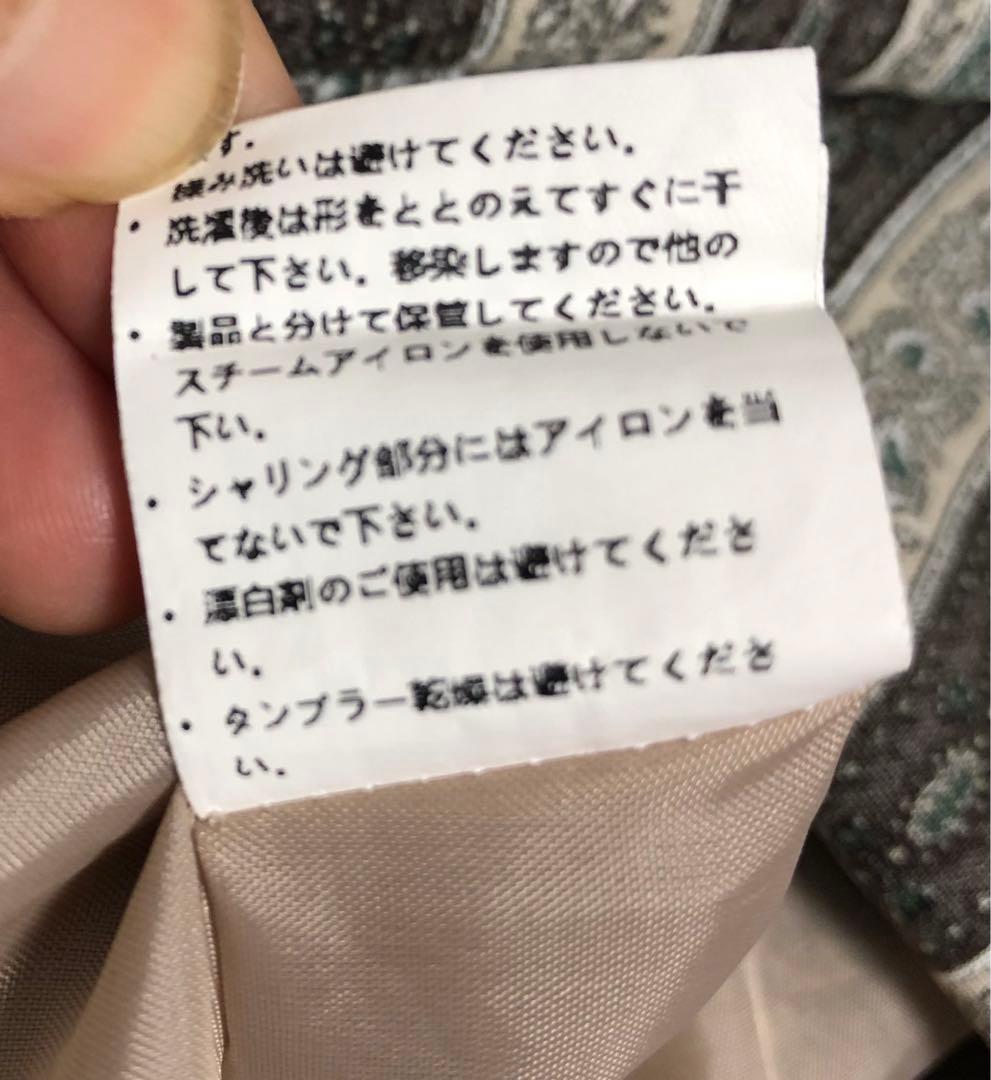 す.
揉み洗いは避けてください.
・洗濯後は形をととのえてすぐに干
して下さい. 移染しますので他の
・製品と分けて保管してください.
スチームアイロンを使用しないで
下い.
・シャリング部分にはアイロンを当
てないで下さい.
・漂白剤のご使用は避けてくださ
い.
・タンブラー乾燥は避けてくださ
い.